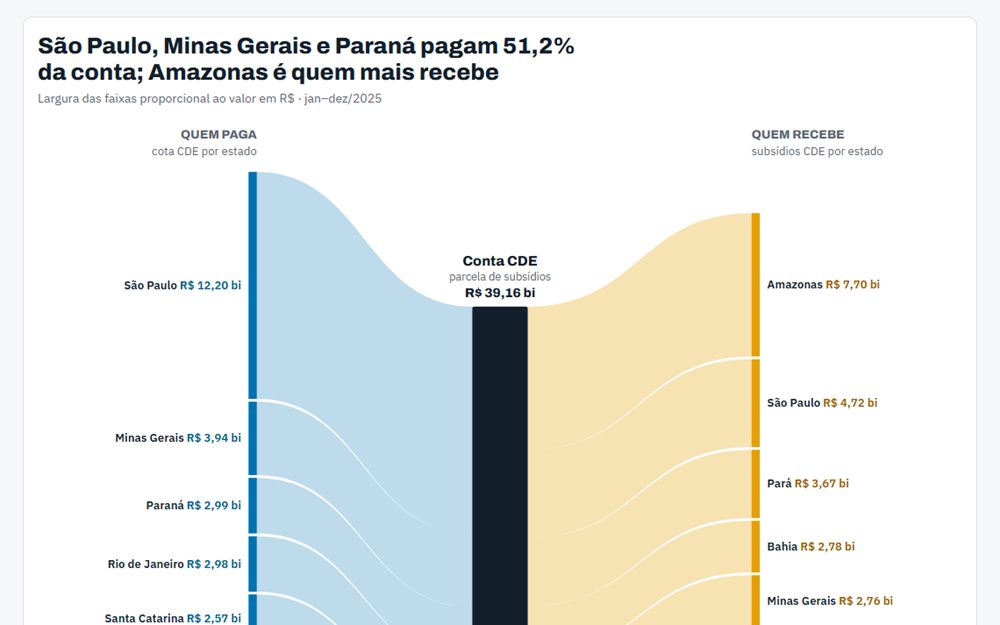 São Paulo, Minas Gerais e Paraná pagam 51,2%
da conta; Amazonas é quem mais recebe
Largura das faixas proporcional ao valor em R$ · jan–dez/2025
QUEM PAGA
cota CDE por estado
QUEM RECEBE
subsídios CDE por estado
Conta CDE
parcela de subsídios
R$ 39,16 bi
São Paulo R$ 12,20 bi
Minas Gerais R$ 3,94 bi
Paraná R$ 2,99 bi
Rio de Janeiro R$ 2,98 bi
Santa Catarina R$ 2,57 bi
Amazonas R$ 7,70 bi
São Paulo R$ 4,72 bi
Pará R$ 3,67 bi
Bahia R$ 2,78 bi
Minas Gerais R$ 2,76 bi